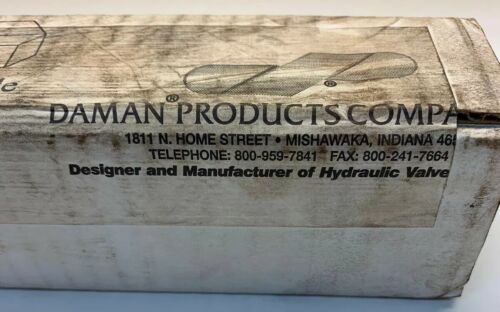 DAMAN® PRODUCTS COMPA
1811 N. HOME STREET • MISHAWAKA, INDIANA 46
TELEPHONE: 800-959-7841 FAX: 800-241-7664
Designer and Manufacturer of Hydraulic Valve